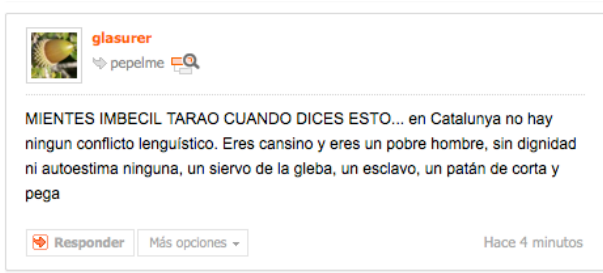 glasurer
pepelme
MIENTES IMBECIL TARAO CUANDO DICES ESTO... en Catalunya no hay
ningun conflicto lenguístico. Eres cansino y eres un pobre hombre, sin dignidad
ni autoestima ninguna, un siervo de la gleba, un esclavo, un patán de corta y
pega
Responder Más opciones Hace 4 minutos